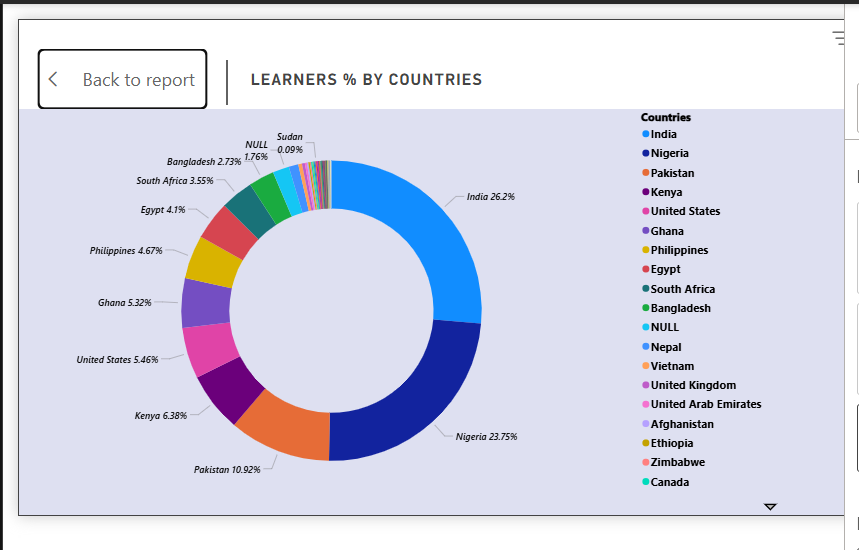 Back to report
LEARNERS % BY COUNTRIES
Sudan
0.09%
NULL
1.76%
Bangladesh 2.73%
South Africa 3.55%
Egypt 4.1%
Philippines 4.67%
Ghana 5.32%
United States 5.46%
Kenya 6.38%
Pakistan 10.92%
India 26.2%
Nigeria 23.75%
Countries
India
Nigeria
Pakistan
Kenya
United States
Ghana
Philippines
Egypt
South Africa
Bangladesh
NULL
Nepal
Vietnam
United Kingdom
United Arab Emirates
Afghanistan
Ethiopia
Zimbabwe
Canada